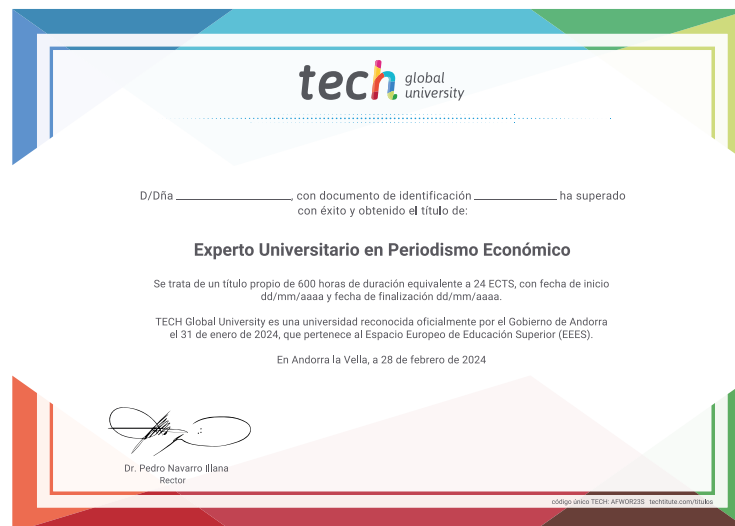 tech global
university
D/Dña ____________________, con documento de identificación ______________ ha superado
con éxito y obtenido el título de:
Experto Universitario en Periodismo Económico
Se trata de un título propio de 600 horas de duración equivalente a 24 ECTS, con fecha de inicio
dd/mm/aaaa y fecha de finalización dd/mm/aaaa.
TECH Global University es una universidad reconocida oficialmente por el Gobierno de Andorra
el 31 de enero de 2024, que pertenece al Espacio Europeo de Educación Superior (EEES).
En Andorra la Vella, a 28 de febrero de 2024
Dr. Pedro Navarro Illana
Rector
código único TECH: AFWOR23S techtitute.com/titulos